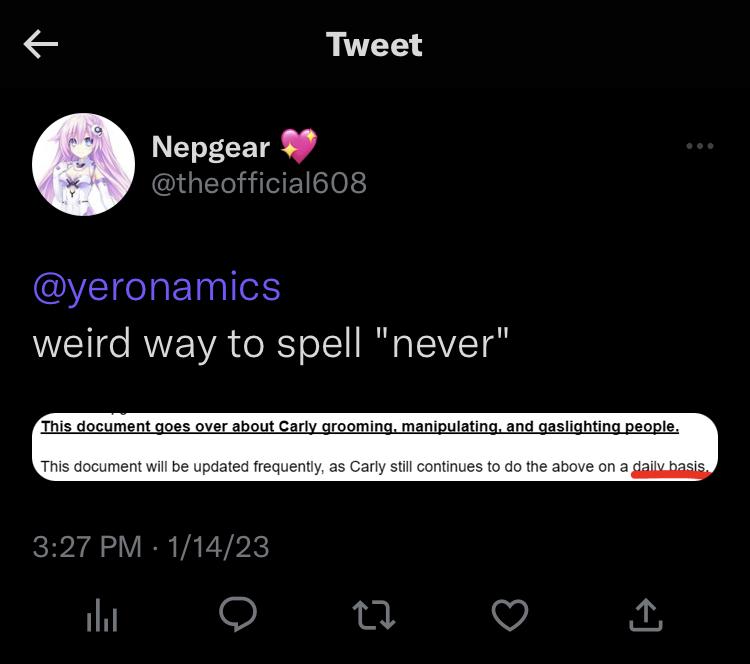 Tweet
Nepgear 💖
@theofficial608
@yeronamics
weird way to spell "never"
This document goes over about Carly grooming, manipulating, and gaslighting people.
This document will be updated frequently, as Carly still continues to do the above on a daily basis.
3:27 PM · 1/14/23